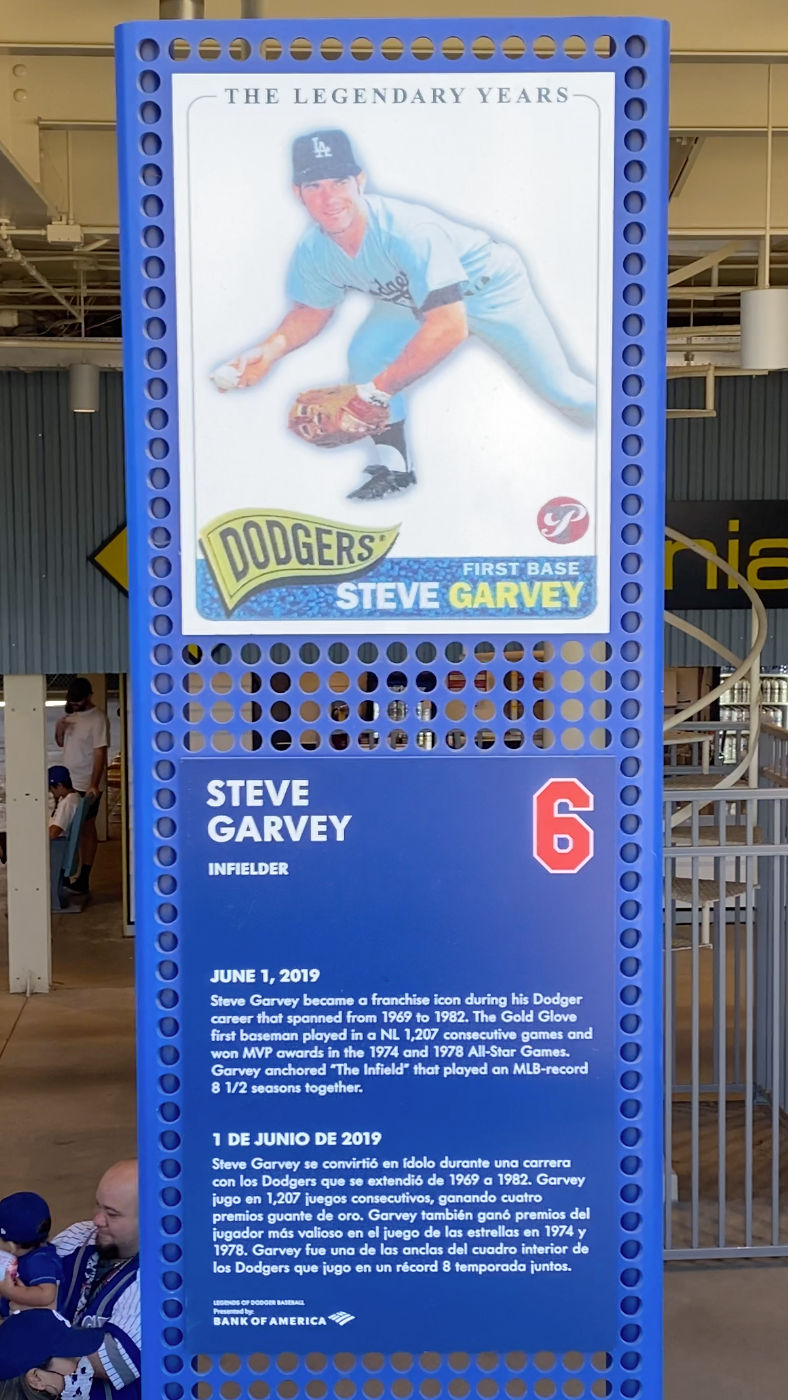 THE LEGENDARY YEARS
LA
Dodgers
DODGERS®
P
FIRST BASE
STEVE GARVEY
nia
STEVE
GARVEY
6
INFIELDER
JUNE 1, 2019
Steve Garvey became a franchise icon during his Dodger
career that spanned from 1969 to 1982. The Gold Glove
first baseman played in a NL 1,207 consecutive games and
won MVP awards in the 1974 and 1978 All-Star Games.
Garvey anchored "The Infield" that played an MLB-record
8 1/2 seasons together.
1 DE JUNIO DE 2019
Steve Garvey se convirtió en ídolo durante una carrera
con los Dodgers que se extendió de 1969 a 1982. Garvey
jugo en 1,207 juegos consecutivos, ganando cuatro
premios guante de oro. Garvey también ganó premios del
jugador más valioso en el juego de las estrellas en 1974 y
1978. Garvey fue una de las anclas del cuadro interior de
los Dodgers que jugo en un récord 8 temporada juntos.
LEGENDS OF DODGER BASEBALL
Presented by:
BANK OF AMERICA